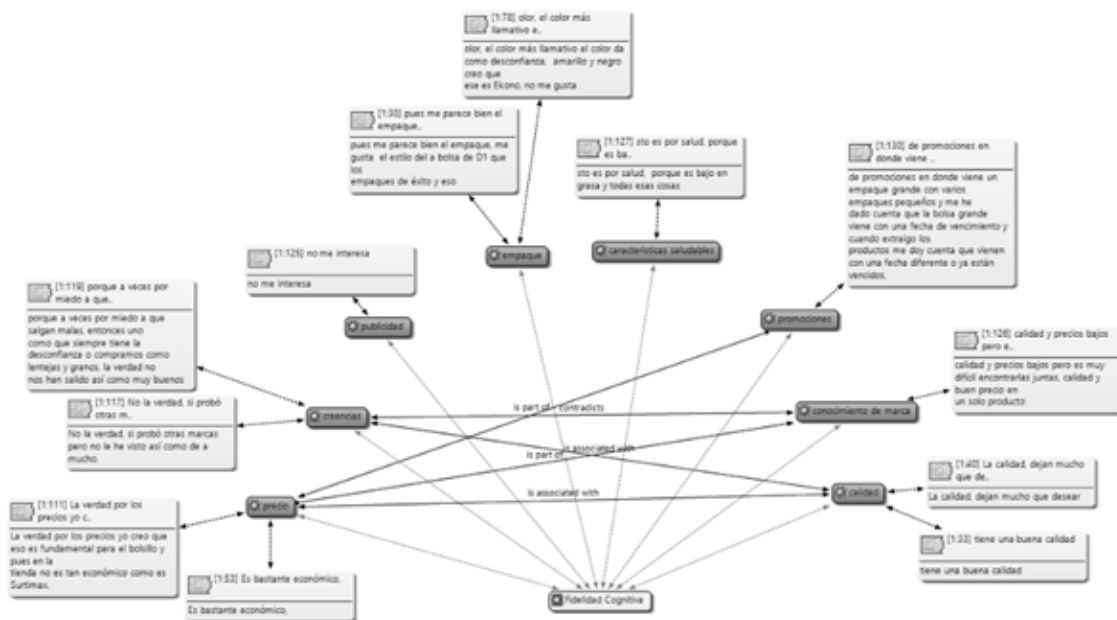 [1:78] olor, el color más
llamativo e..
olor, el color más llamativo el color da
como desconfianza, amarillo y negro
creo que
ese es Ekono, no me gusta
[1:30] pues me parece bien el
empaque..
pues me parece bien el empaque, me
gusta el estilo del a bolsa de D1 que
los
empaques de éxito y eso
[1:127] sto es por salud, porque
es ba..
sto es por salud, porque es bajo en
grasa y todas esas cosas
[1:130] de promociones en
donde viene ..
de promociones en donde viene un
empaque grande con varios
empaques pequeños y me he
dado cuenta que la bolsa grande
viene con una fecha de vencimiento y
cuando extraigo los
productos me doy cuenta que vienen
con una fecha diferente o ya están
vencidos.
empaque
características saludables
[1:125] no me interesa
no me interesa
publicidad
promociones
[1:119] porque a veces por
miedo a que..
porque a veces por miedo a que
salgan malas, entonces uno
como que siempre tiene la
desconfianza o compramos como
lentejas y granos, la verdad no
nos han salido así como muy buenos
[1:126] calidad y precios bajos
pero e..
calidad y precios bajos pero es muy
difícil encontrarlas juntas, calidad y
buen precio en
un solo producto
[1:117] No la verdad, si probó
otras m..
No la verdad, si probó otras marcas
pero no le he visto así como de a
mucho.
creencias
is part of
contradicts
conocimiento de marca
is associated with
is part of
is associated with
[1:40] La calidad, dejan mucho
que de..
La calidad, dejan mucho que desear
calidad
precio
[1:111] La verdad por los
precios yo c..
La verdad por los precios yo creo que
eso es fundamental para el bolsillo y
pues en la
tienda no es tan económico como es
Surtimax.
[1:33] tiene una buena calidad
tiene una buena calidad
[1:53] Es bastante económico,
Es bastante económico,
Fidelidad Cognitiva